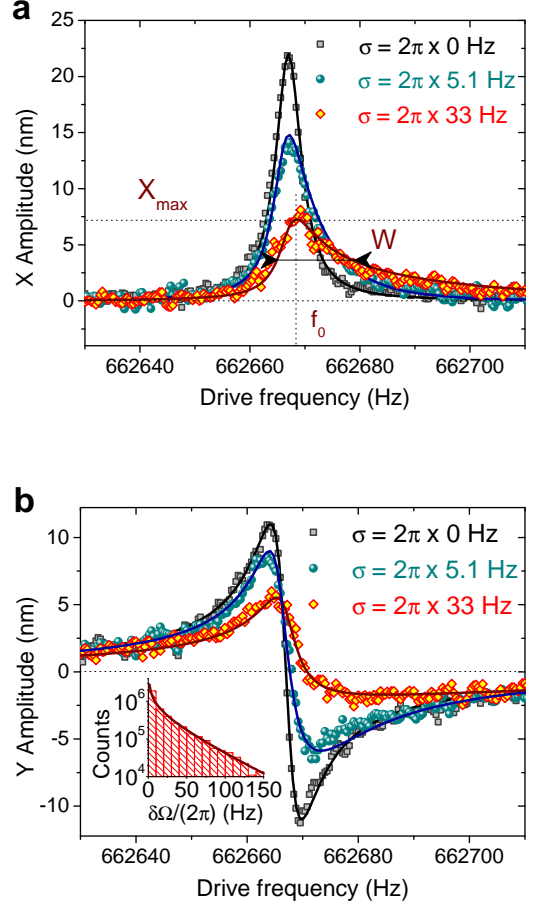 a
25
20
15
10
5
0
X Amplitude (nm)
σ = 2π x 0 Hz
σ = 2π x 5.1 Hz
σ = 2π x 33 Hz
X_max
W
f_0
662640 662660 662680 662700
Drive frequency (Hz)
b
10
5
0
-5
-10
Y Amplitude (nm)
σ = 2π x 0 Hz
σ = 2π x 5.1 Hz
σ = 2π x 33 Hz
10^6
10^5
10^4
Counts
0 50 100 150
δΩ/(2π) (Hz)
662640 662660 662680 662700
Drive frequency (Hz)